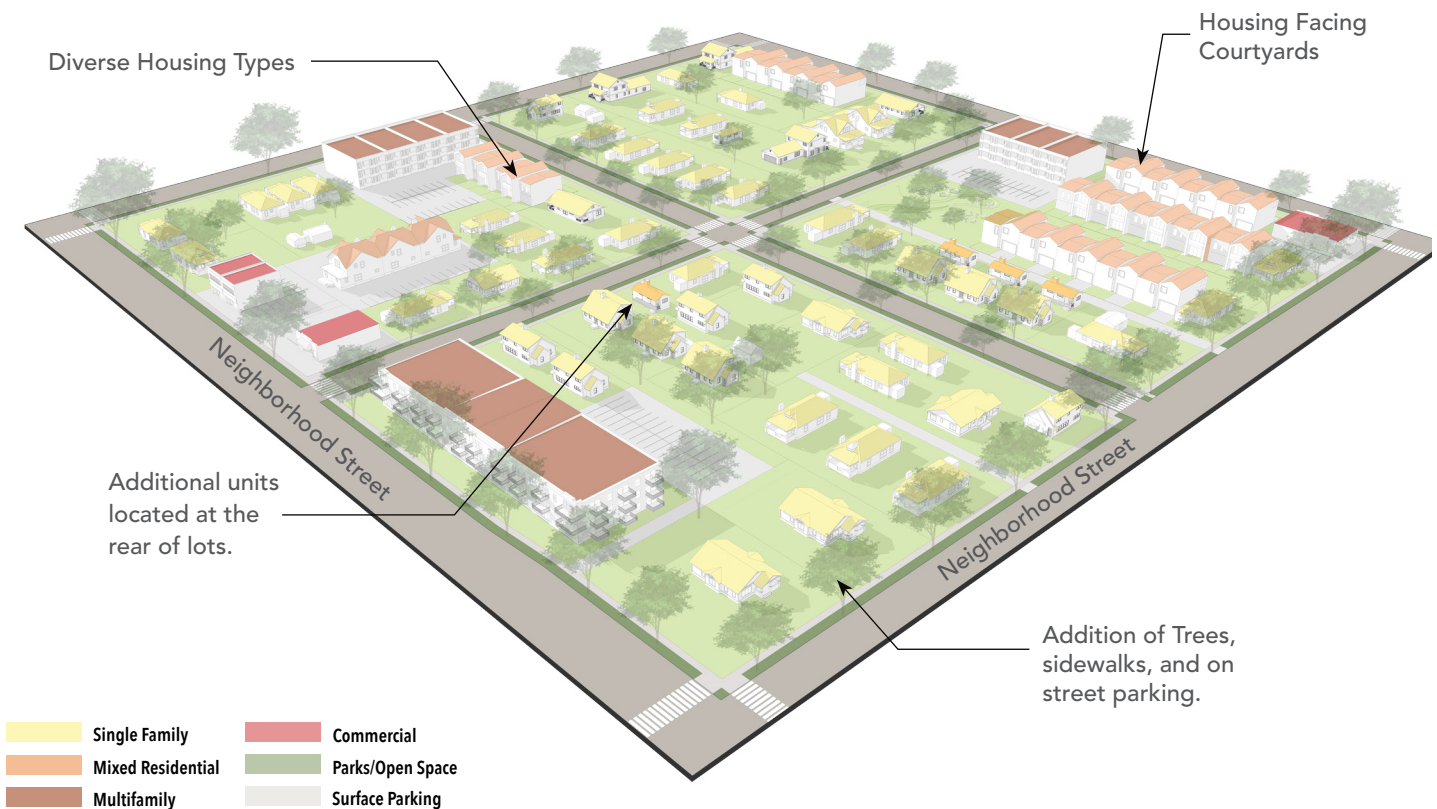 Housing Facing
Courtyards
Diverse Housing Types
Neighborhood Street
Neighborhood Street
Additional units
located at the
rear of lots.
Addition of Trees,
sidewalks, and on
street parking.
Single Family
Mixed Residential
Multifamily
Commercial
Parks/Open Space
Surface Parking